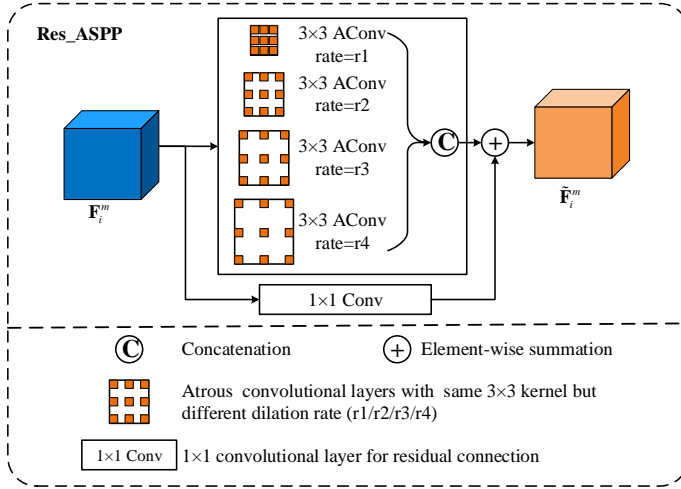 Res_ASPP
3×3 AConv
rate=r1
3×3 AConv
rate=r2
3×3 AConv
rate=r3
3×3 AConv
rate=r4
C
+
F_i^m
F̃_i^m
1×1 Conv
C Concatenation
+ Element-wise summation
Atrous convolutional layers with same 3×3 kernel but
different dilation rate (r1/r2/r3/r4)
1×1 Conv
1×1 convolutional layer for residual connection